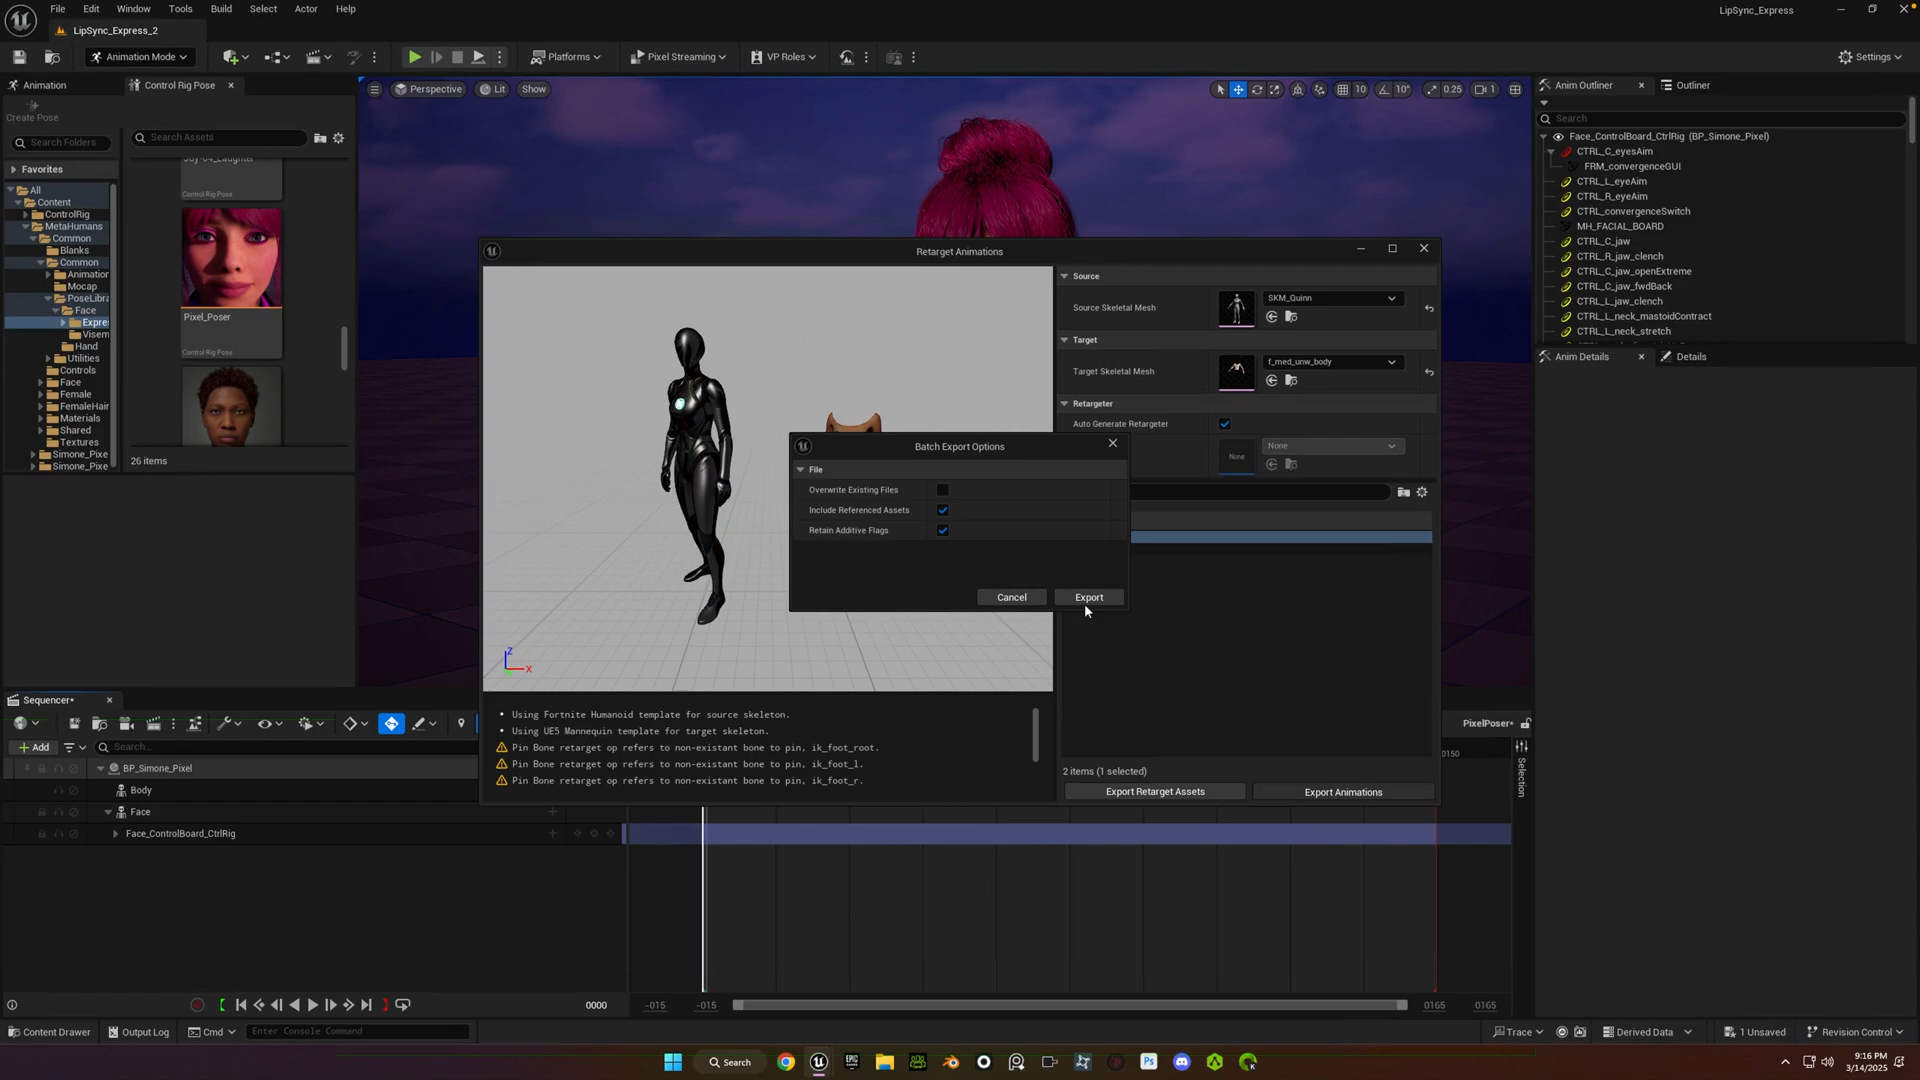 File Edit Window Tools Build Select Actor Help
LipSync_Express
LipSync_Express_2
Animation Mode
Platforms
Pixel Streaming
VP Roles
Settings
Animation
Control Rig Pose
Create Pose
Search Folders
Search Assets
Favorites
All
Content
ControlRig
MetaHumans
Common
Blanks
Common
Animation
Mocap
PoseLibra
Face
Expre
Visem
Hand
Utilities
Controls
Face
Female
FemaleHair
Materials
Shared
Textures
Simone_Pixe
Simone_Pixe
Joy-04_Laughter
Control Rig Pose
Pixel_Poser
Control Rig Pose
26 items
Perspective
Lit
Show
10
10°
0.25
1
Retarget Animations
Source
Source Skeletal Mesh
SKM_Quinn
Target
Target Skeletal Mesh
f_med_unw_body
Retargeter
Auto Generate Retargeter
None
None
Batch Export Options
File
Overwrite Existing Files
Include Referenced Assets
Retain Additive Flags
Cancel
Export
Z
X
• Using Fortnite Humanoid template for source skeleton.
• Using UE5 Mannequin template for target skeleton.
Pin Bone retarget op refers to non-existant bone to pin, ik_foot_root.
Pin Bone retarget op refers to non-existant bone to pin, ik_foot_l.
Pin Bone retarget op refers to non-existant bone to pin, ik_foot_r.
2 items (1 selected)
Export Retarget Assets
Export Animations
Anim Outliner
Outliner
Search
Face_ControlBoard_CtrlRig (BP_Simone_Pixel)
CTRL_C_eyesAim
FRM_convergenceGUI
CTRL_L_eyeAim
CTRL_R_eyeAim
CTRL_convergenceSwitch
MH_FACIAL_BOARD
CTRL_C_jaw
CTRL_R_jaw_clench
CTRL_C_jaw_openExtreme
CTRL_C_jaw_fwdBack
CTRL_L_jaw_clench
CTRL_L_neck_mastoidContract
CTRL_L_neck_stretch
Anim Details
Details
Sequencer*
PixelPoser*
Add
Search...
0150
Selection
BP_Simone_Pixel
Body
Face
Face_ControlBoard_CtrlRig
0000
-015
-015
0165
0165
Content Drawer
Output Log
Cmd
Enter Console Command
Trace
Derived Data
1 Unsaved
Revision Control
Search
9:16 PM
3/14/2025